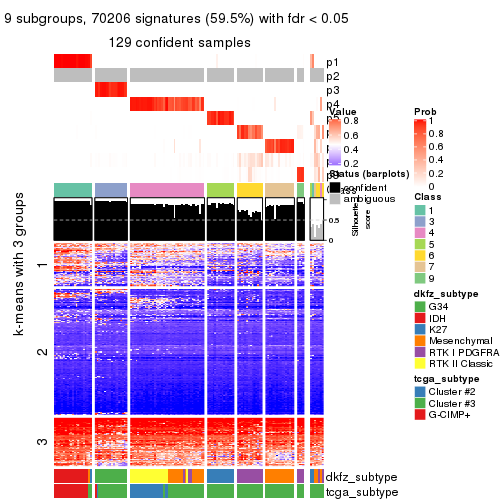 9 subgroups, 70206 signatures (59.5%) with fdr < 0.05
129 confident samples
p1
p2
p3
p4
Value
0.8
0.6
0.4
0.2
Status (barplots)
confident
ambiguous
0.5
0
Silhouette
score
k-means with 3 groups
1
2
3
dkfz_subtype
tcga_subtype
Prob
1
0.8
0.6
0.4
0.2
0
Class
1
3
4
5
6
7
9
dkfz_subtype
G34
IDH
K27
Mesenchymal
RTK I PDGFRA
RTK II Classic
tcga_subtype
Cluster #2
Cluster #3
G-CIMP+